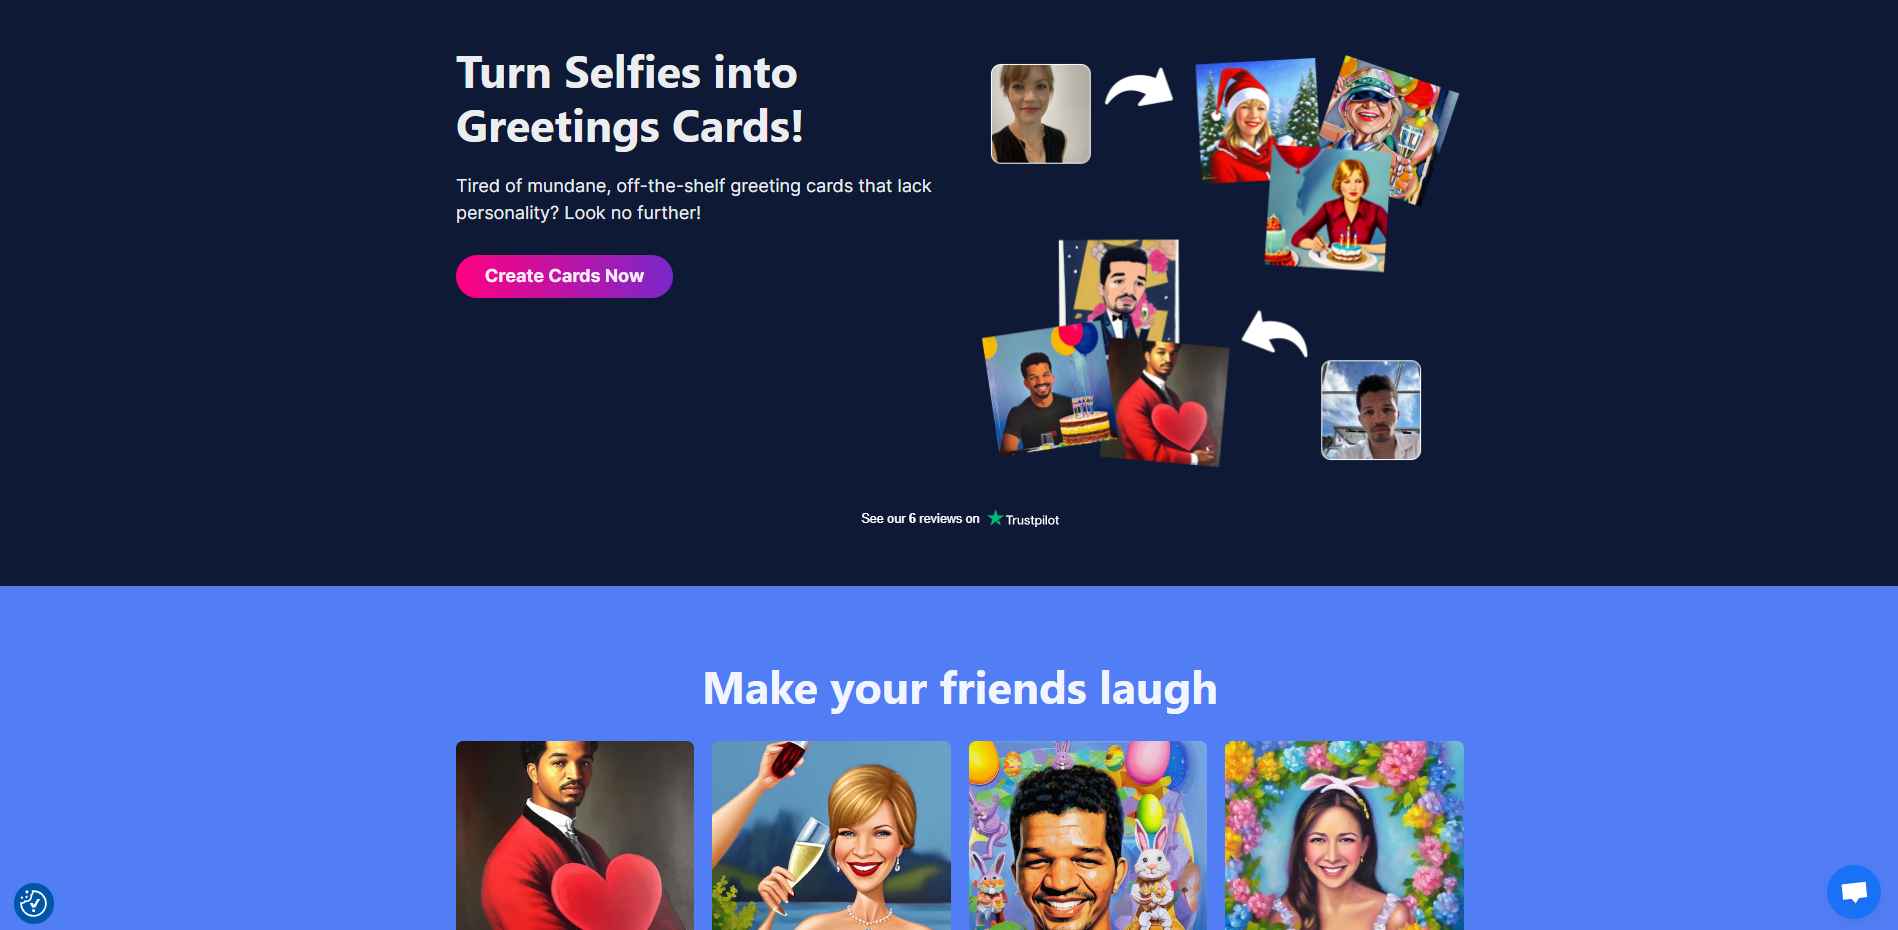 Turn Selfies into
Greetings Cards!
Tired of mundane, off-the-shelf greeting cards that lack
personality? Look no further!
Create Cards Now
See our 6 reviews on Trustpilot
Make your friends laugh